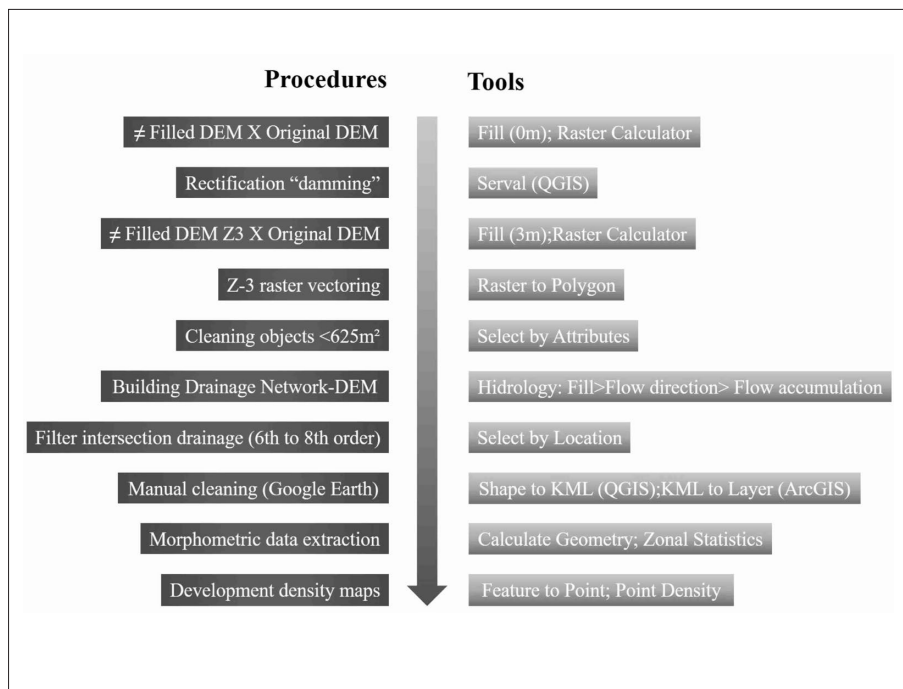 Procedures Tools
≠ Filled DEM X Original DEM Fill (0m); Raster Calculator
Rectification “damming” Serval (QGIS)
≠ Filled DEM Z3 X Original DEM Fill (3m);Raster Calculator
Z-3 raster vectoring Raster to Polygon
Cleaning objects <625m² Select by Attributes
Building Drainage Network-DEM Hidrology: Fill>Flow direction> Flow accumulation
Filter intersection drainage (6th to 8th order) Select by Location
Manual cleaning (Google Earth) Shape to KML (QGIS);KML to Layer (ArcGIS)
Morphometric data extraction Calculate Geometry; Zonal Statistics
Development density maps Feature to Point; Point Density